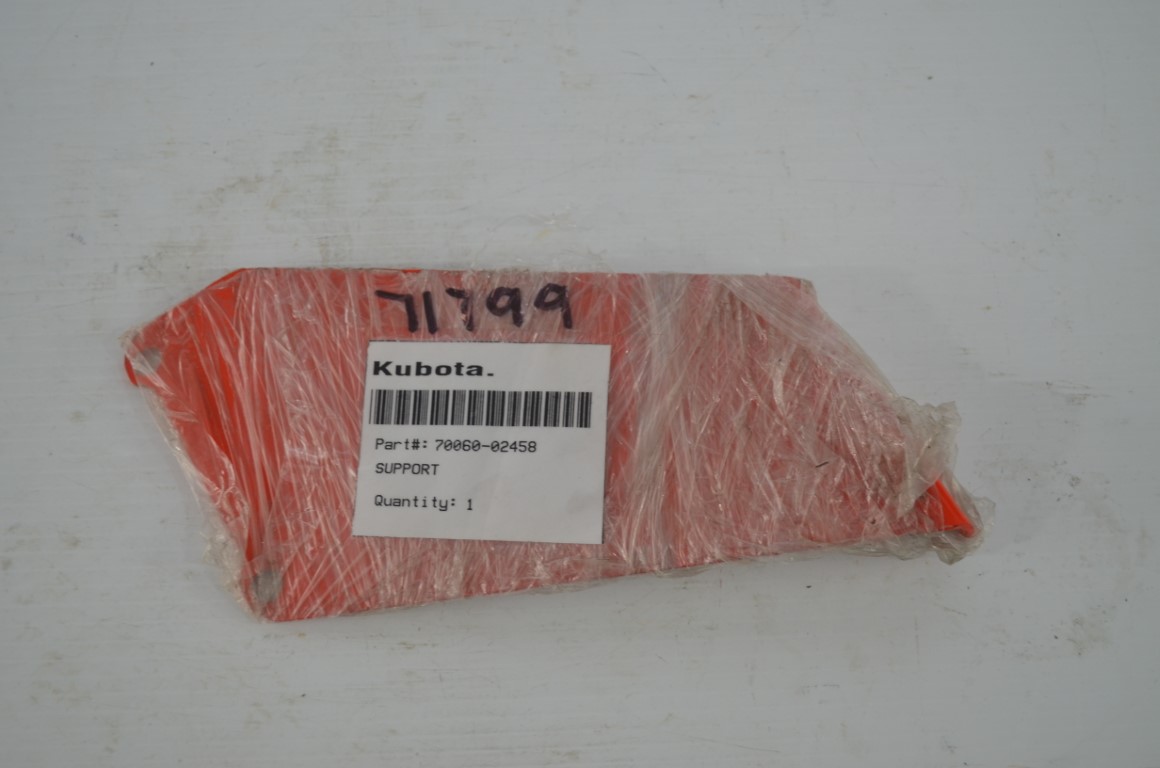 71799
Kubota.
Part#: 70060-02458
SUPPORT
Quantity: 1